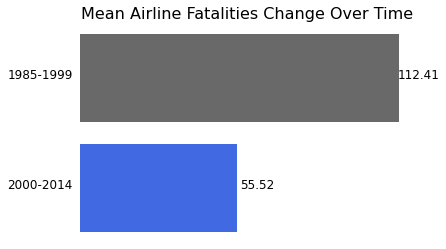 Mean Airline Fatalities Change Over Time
1985-1999 112.41
2000-2014 55.52